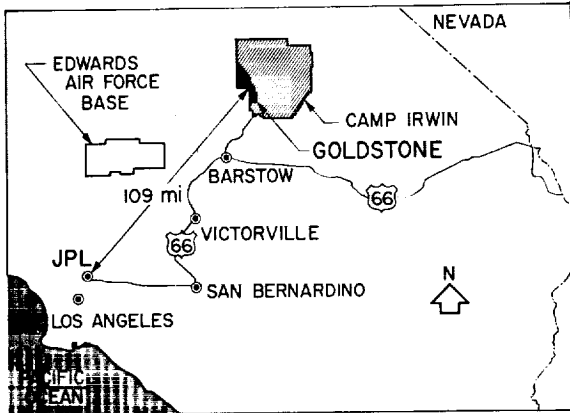 NEVADA
EDWARDS
AIR FORCE
BASE
CAMP IRWIN
GOLDSTONE
BARSTOW
109 mi
66
VICTORVILLE
66
JPL
N
SAN BERNARDINO
LOS ANGELES
PACIFIC
OCEAN